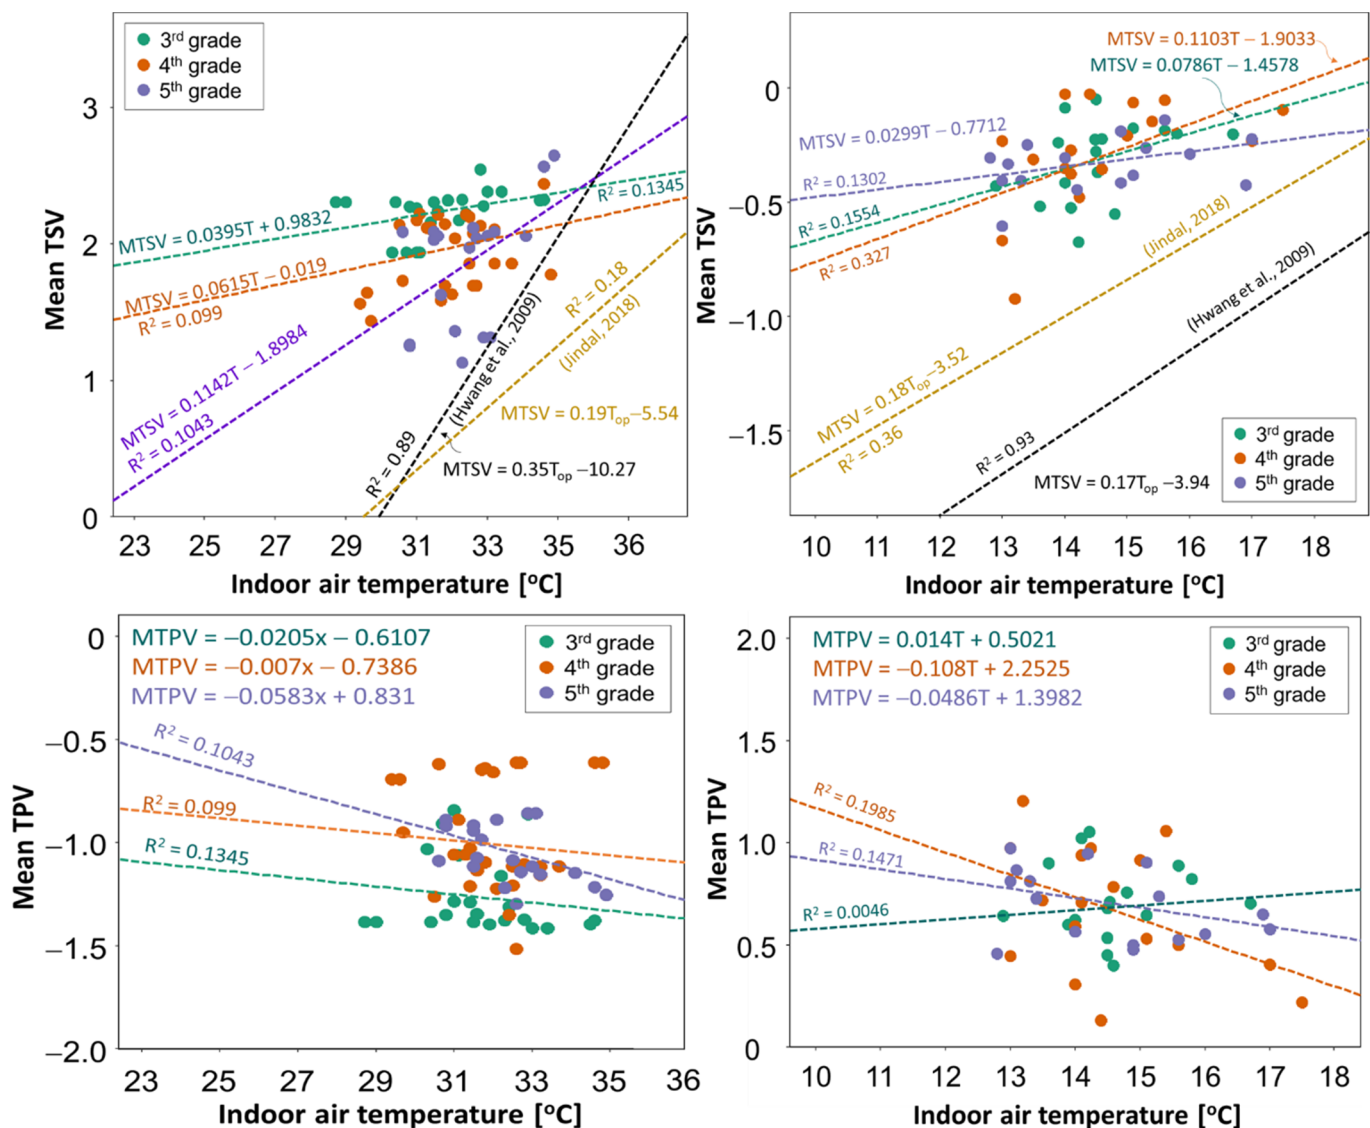 3rd grade
4th grade
5th grade
MTSV = 0.0395T + 0.9832
R2 = 0.1345
MTSV = 0.0615T − 0.019
R2 = 0.099
MTSV = 0.1142T − 1.8984
R2 = 0.1043
R2 = 0.89
(Hwang et al., 2009)
R2 = 0.18
(Jindal, 2018)
MTSV = 0.19Top−5.54
MTSV = 0.35Top −10.27
Mean TSV
3
2
1
0
23 25 27 29 31 32 33 35 36
Indoor air temperature [oC]
MTSV = 0.1103T − 1.9033
MTSV = 0.0786T − 1.4578
MTSV = 0.0299T − 0.7712
R2 = 0.1302
R2 = 0.1554
R2 = 0.327
(Jindal, 2018)
(Hwang et al., 2009)
MTSV = 0.18Top−3.52
R2 = 0.36
R2 = 0.93
MTSV = 0.17Top −3.94
3rd grade
4th grade
5th grade
Mean TSV
0
−0.5
−1.0
−1.5
10 11 12 13 14 15 16 17 18
Indoor air temperature [oC]
MTPV = −0.0205x − 0.6107
MTPV = −0.007x − 0.7386
MTPV = −0.0583x + 0.831
3rd grade
4th grade
5th grade
R2 = 0.1043
R2 = 0.099
R2 = 0.1345
Mean TPV
0
−0.5
−1.0
−1.5
−2.0
23 25 27 29 31 33 35 36
Indoor air temperature [oC]
MTPV = 0.014T + 0.5021
MTPV = −0.108T + 2.2525
MTPV = −0.0486T + 1.3982
3rd grade
4th grade
5th grade
R2 = 0.1985
R2 = 0.1471
R2 = 0.0046
Mean TPV
2.0
1.5
1.0
0.5
0
10 11 12 13 14 15 16 17 18
Indoor air temperature [oC]